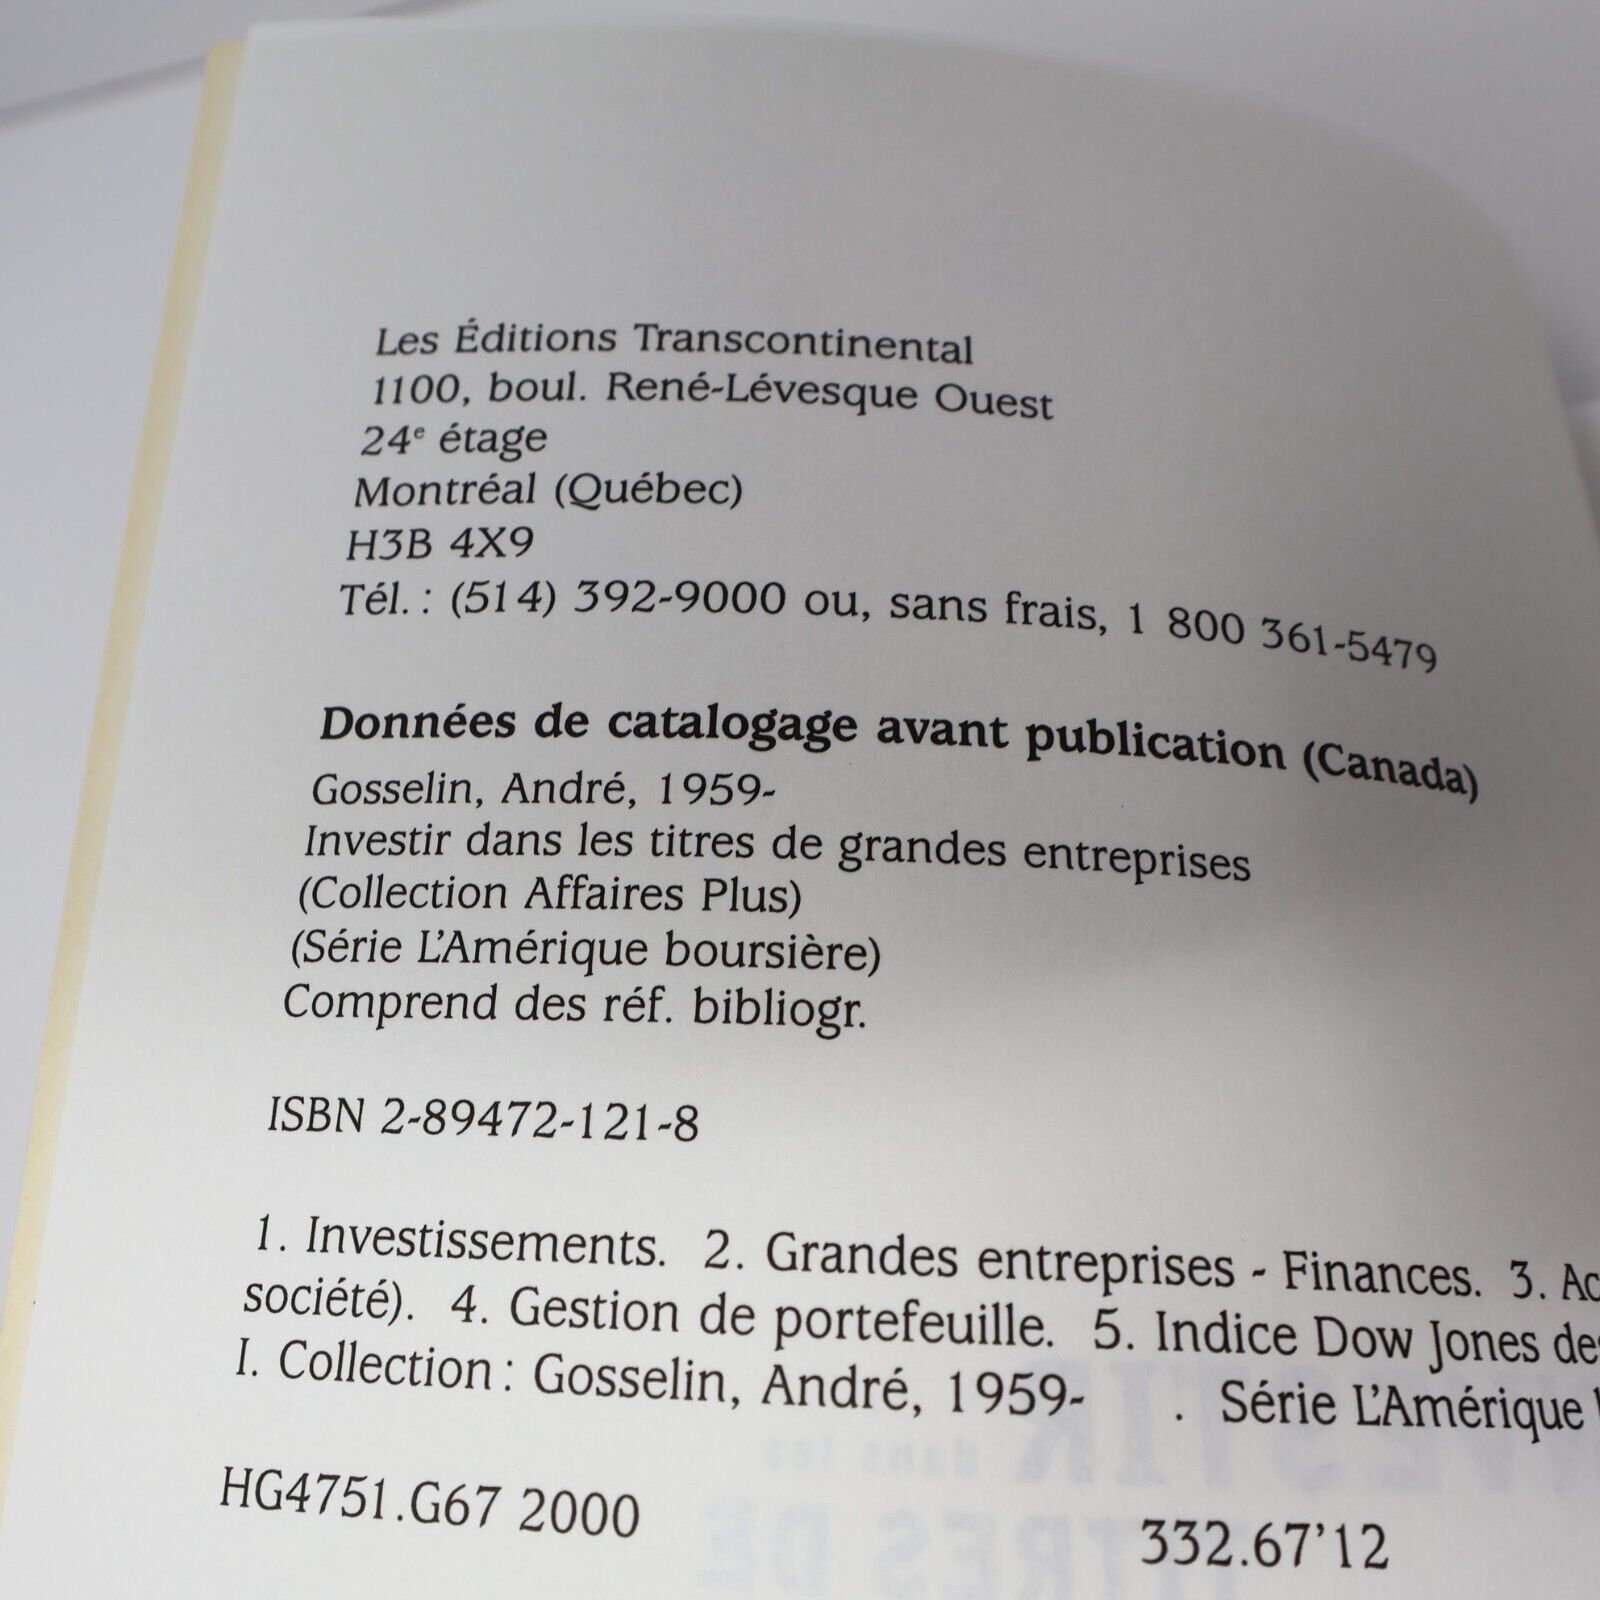 Les Éditions Transcontinental
1100, boul. René-Lévesque Ouest
24e étage
Montréal (Québec)
H3B 4X9
Tél. : (514) 392-9000 ou, sans frais, 1 800 361-5479
Données de catalogage avant publication (Canada)
Gosselin, André, 1959-
Investir dans les titres de grandes entreprises
(Collection Affaires Plus)
(Série L'Amérique boursière)
Comprend des réf. bibliogr.
ISBN 2-89472-121-8
1. Investissements. 2. Grandes entreprises - Finances. 3.
société). 4. Gestion de portefeuille. 5. Indice Dow Jones
I. Collection : Gosselin, André, 1959- . Série L'Amérique
HG4751.G67 2000
332.67'12